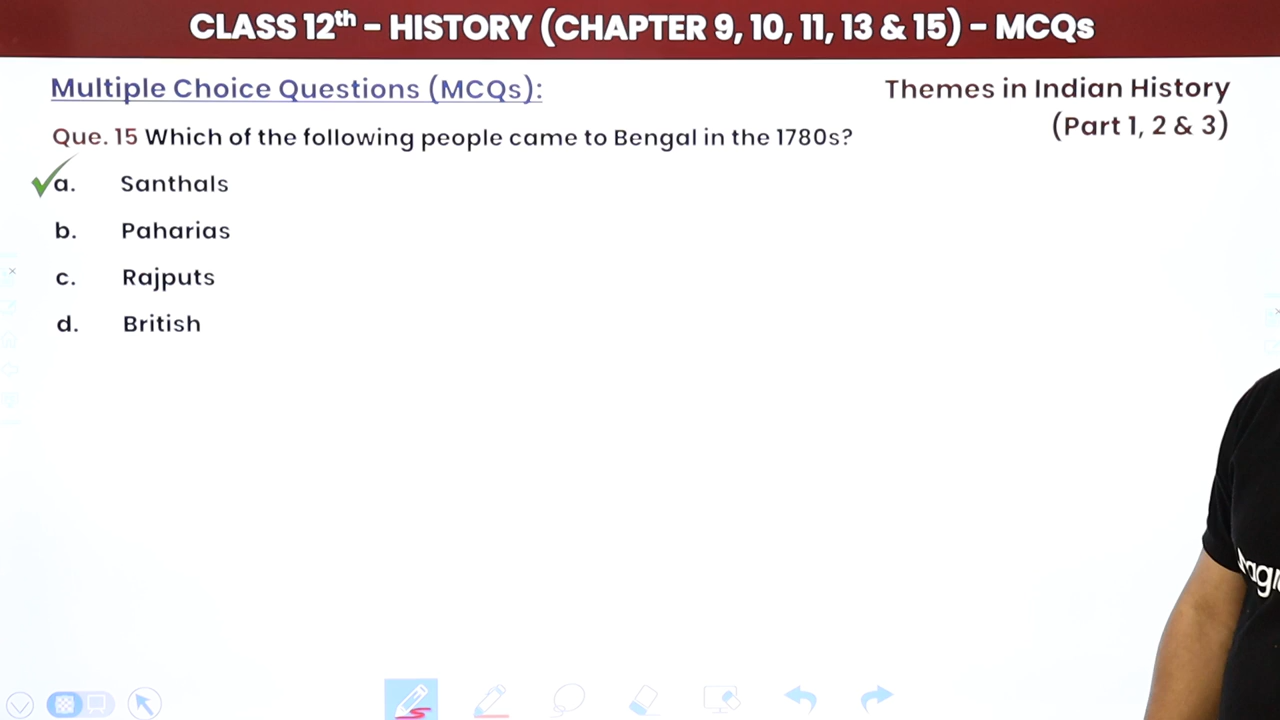 CLASS 12th - HISTORY (CHAPTER 9, 10, 11, 13 & 15) - MCQs
Multiple Choice Questions (MCQs):
Themes in Indian History
(Part 1, 2 & 3)
Que. 15 Which of the following people came to Bengal in the 1780s?
a. Santhals
b. Paharias
c. Rajputs
d. British